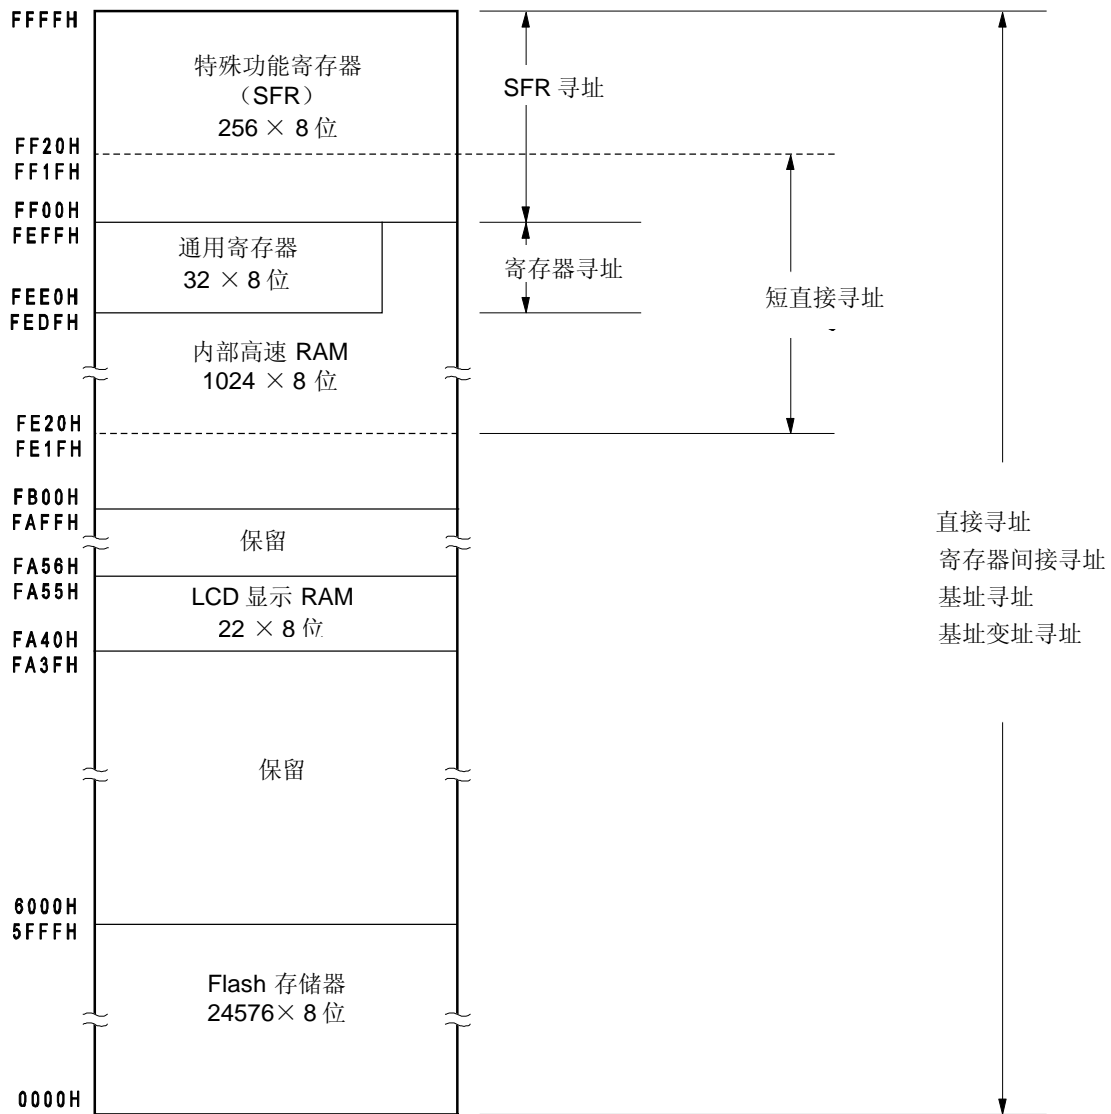 FFFFH
特殊功能寄存器
（SFR）
256 × 8 位
SFR 寻址
FF20H
FF1FH
FF00H
FEFFH
通用寄存器
32 × 8 位
寄存器寻址
FEE0H
FEDFH
短直接寻址
内部高速 RAM
1024 × 8 位
FE20H
FE1FH
FB00H
FAFFH
保留
直接寻址
寄存器间接寻址
基址寻址
基址变址寻址
FA56H
FA55H
LCD 显示 RAM
22 × 8 位
FA40H
FA3FH
保留
6000H
5FFFH
Flash 存储器
24576× 8 位
0000H